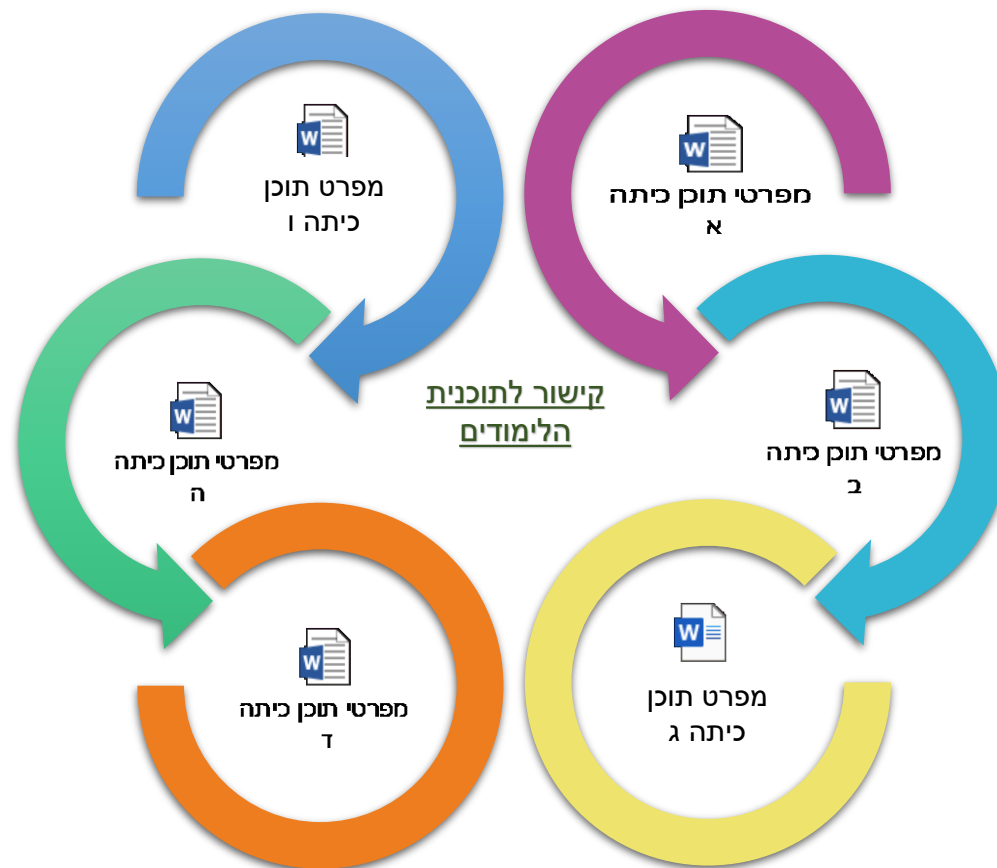 מפרטי תוכן כיתה
א
מפרטי תוכן כיתה
ב
מפרט תוכן
כיתה ג
מפרט תוכן
כיתה ו
מפרטי תוכן כיתה
ה
מפרטי תוכן כיתה
ד
קישור לתוכנית
הלימודים
W
W
W
W
W
W